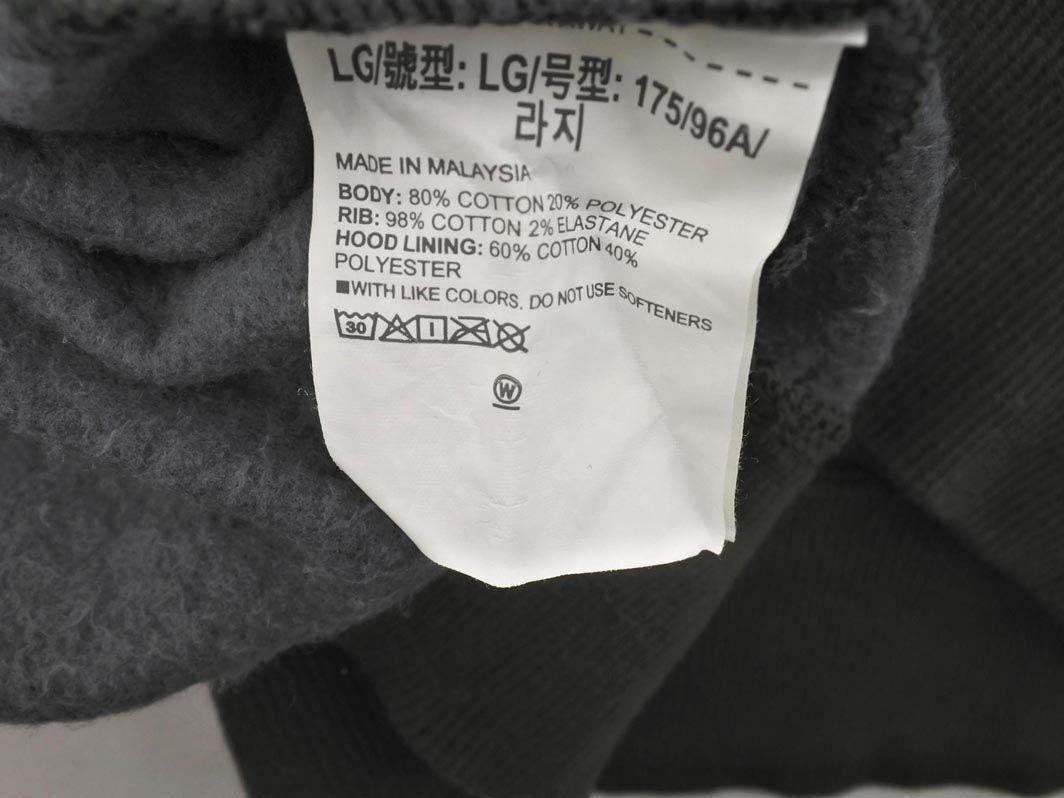 LG/號型: LG/号型: 175/96A/
라지
MADE IN MALAYSIA
BODY: 80% COTTON 20% POLYESTER
RIB: 98% COTTON 2% ELASTANE
HOOD LINING: 60% COTTON 40%
POLYESTER
■WITH LIKE COLORS. DO NOT USE SOFTENERS
30
W